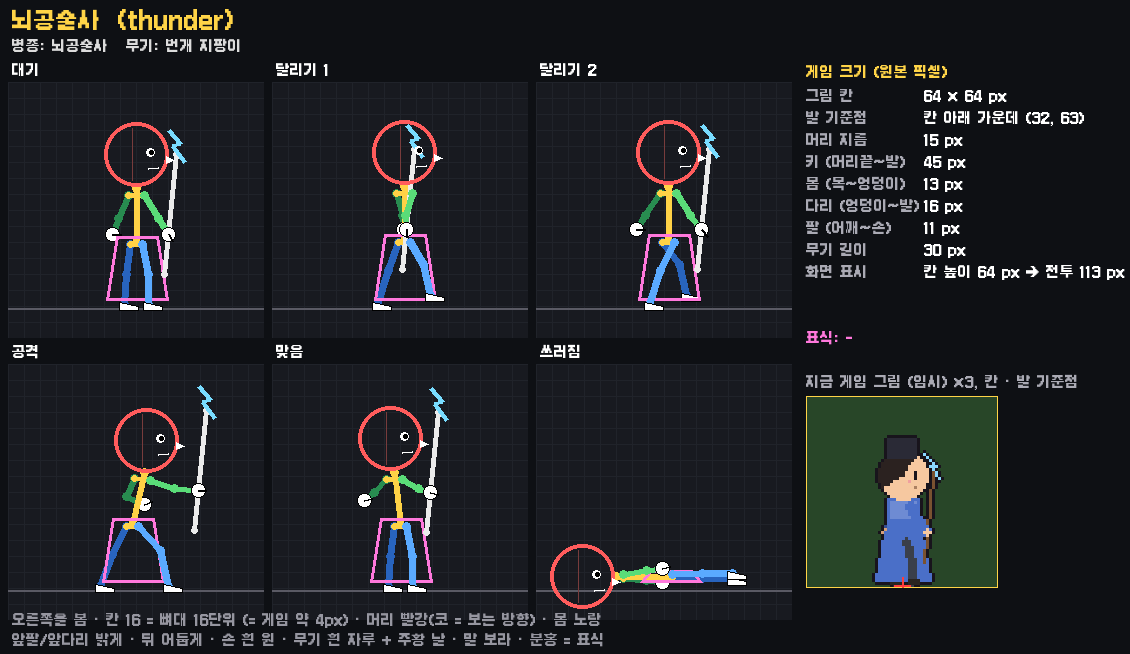 뇌공술사 (thunder)
병종: 뇌공술사 무기: 번개 지팡이
대기
달리기 1
달리기 2
게임 크기 (원본 픽셀)
그림 칸 64 × 64 px
발 기준점 칸 아래 가운데 (32, 63)
머리 지름 15 px
키 (머리끝~발) 45 px
몸 (목~엉덩이) 13 px
다리 (엉덩이~발) 16 px
팔 (어깨~손) 11 px
무기 길이 30 px
화면 표시 칸 높이 64 px → 전투 113 px
표식: -
공격
맞음
쓰러짐
지금 게임 그림 (임시) ×3, 칸 · 발 기준점
오른쪽을 봄 · 칸 16 = 뼈대 16단위 (= 게임 약 4px) · 머리 빨강(코 = 보는 방향) · 몸 노랑
앞팔/앞다리 밝게 · 뒤 어둡게 · 손 흰 원 · 무기 흰 자루 + 주황 날 · 말 보라 · 분홍 = 표식